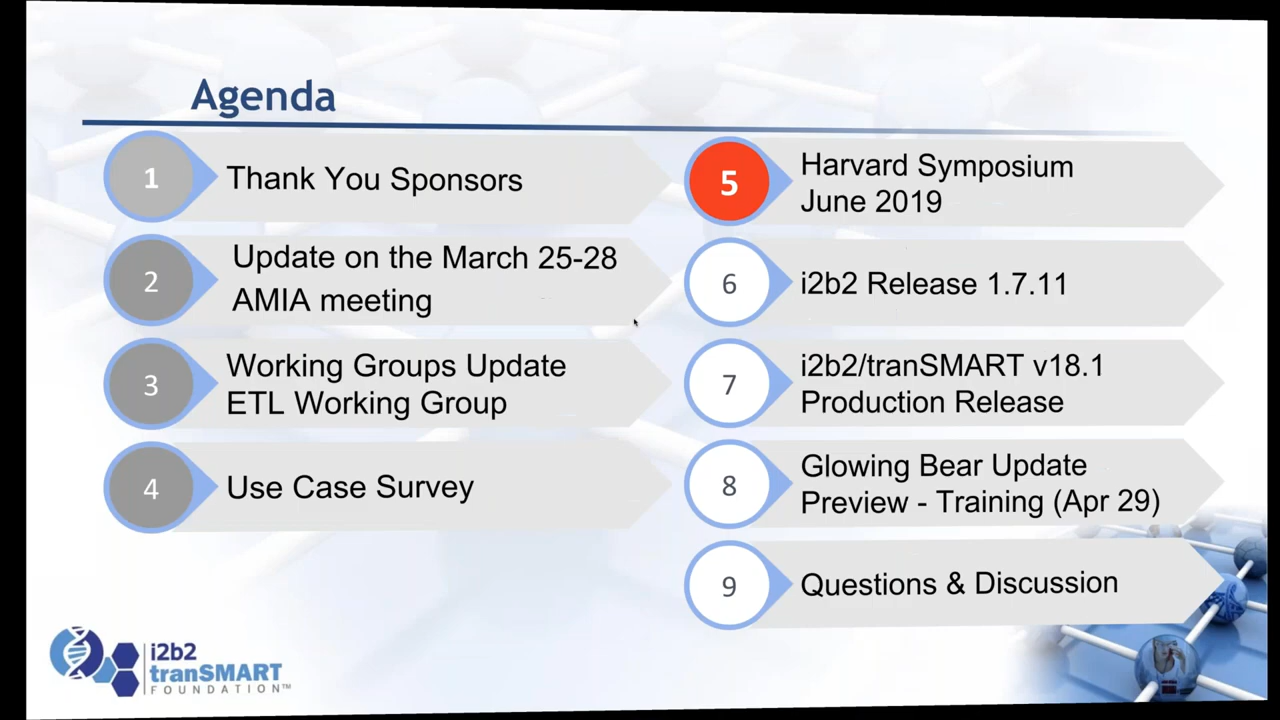 Agenda
1
Thank You Sponsors
2
Update on the March 25-28
AMIA meeting
3
Working Groups Update
ETL Working Group
4
Use Case Survey
5
Harvard Symposium
June 2019
6
i2b2 Release 1.7.11
7
i2b2/tranSMART v18.1
Production Release
8
Glowing Bear Update
Preview - Training (Apr 29)
9
Questions & Discussion
i2b2
tranSMART
FOUNDATION™